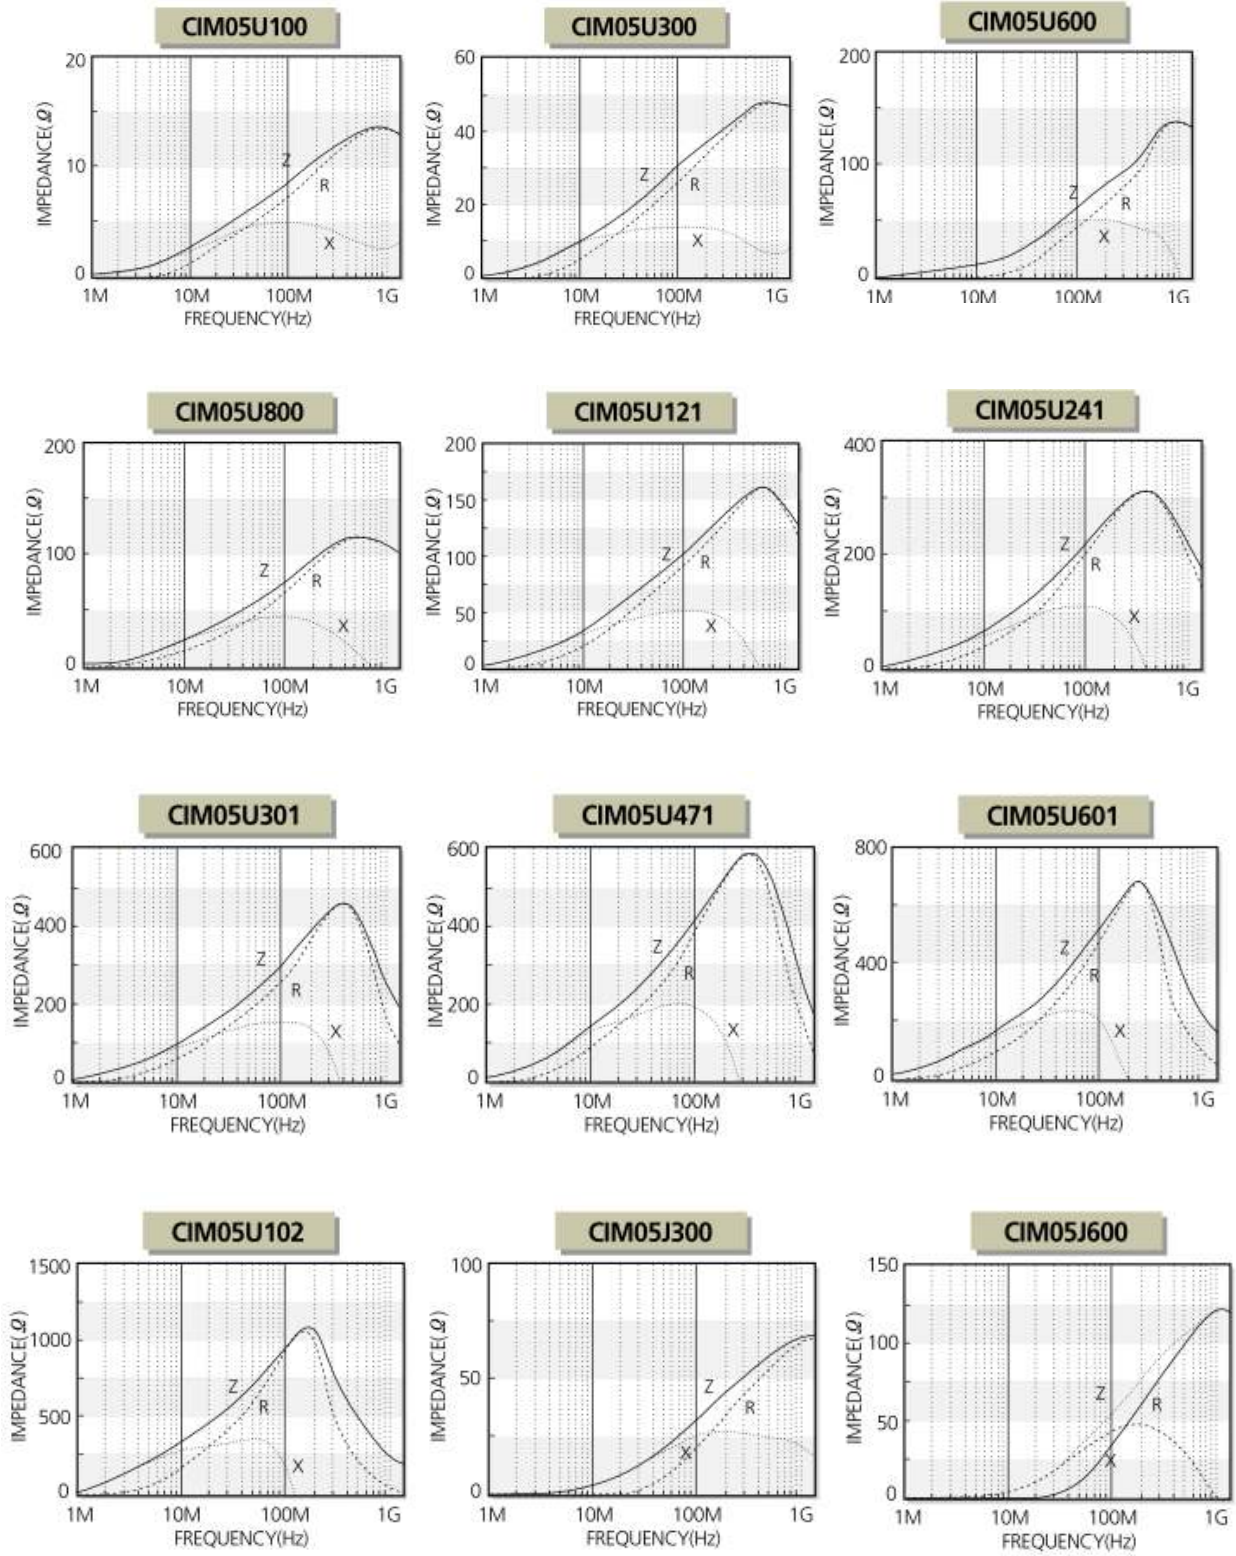 CIM05U100
20
10
0
IMPEDANCE(Ω)
Z
R
X
1M 10M 100M 1G
FREQUENCY(Hz)
CIM05U300
60
40
20
0
IMPEDANCE(Ω)
Z
R
X
1M 10M 100M 1G
FREQUENCY(Hz)
CIM05U600
200
100
0
IMPEDANCE(Ω)
Z
R
X
1M 10M 100M 1G
CIM05U800
200
100
0
IMPEDANCE(Ω)
Z
R
X
1M 10M 100M 1G
FREQUENCY(Hz)
CIM05U121
200
150
100
50
0
IMPEDANCE(Ω)
Z
R
X
1M 10M 100M 1G
FREQUENCY(Hz)
CIM05U241
400
200
0
IMPEDANCE(Ω)
Z
R
X
1M 10M 100M 1G
FREQUENCY(Hz)
CIM05U301
600
400
200
0
IMPEDANCE(Ω)
Z
R
X
1M 10M 100M 1G
FREQUENCY(Hz)
CIM05U471
600
400
200
0
IMPEDANCE(Ω)
Z
R
X
1M 10M 100M 1G
FREQUENCY(Hz)
CIM05U601
800
400
0
IMPEDANCE(Ω)
Z
R
X
1M 10M 100M 1G
FREQUENCY(Hz)
CIM05U102
1500
1000
500
0
IMPEDANCE(Ω)
Z
R
X
1M 10M 100M 1G
FREQUENCY(Hz)
CIM05J300
100
50
0
IMPEDANCE(Ω)
Z
R
X
1M 10M 100M 1G
FREQUENCY(Hz)
CIM05J600
150
100
50
0
IMPEDANCE(Ω)
Z
R
X
1M 10M 100M 1G
FREQUENCY(Hz)